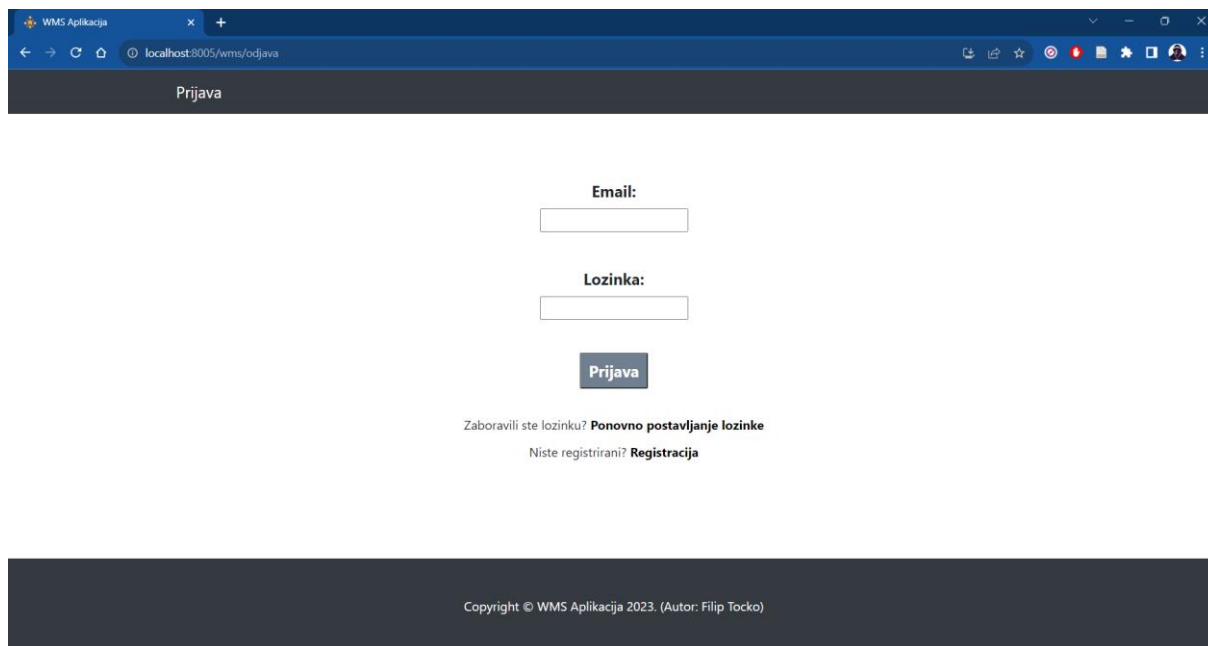 WMS Aplikacija
localhost:8005/wms/odjava
Prijava
Email:
Lozinka:
Prijava
Zaboravili ste lozinku? Ponovno postavljanje lozinke
Niste registrirani? Registracija
Copyright © WMS Aplikacija 2023. (Autor: Filip Tocko)